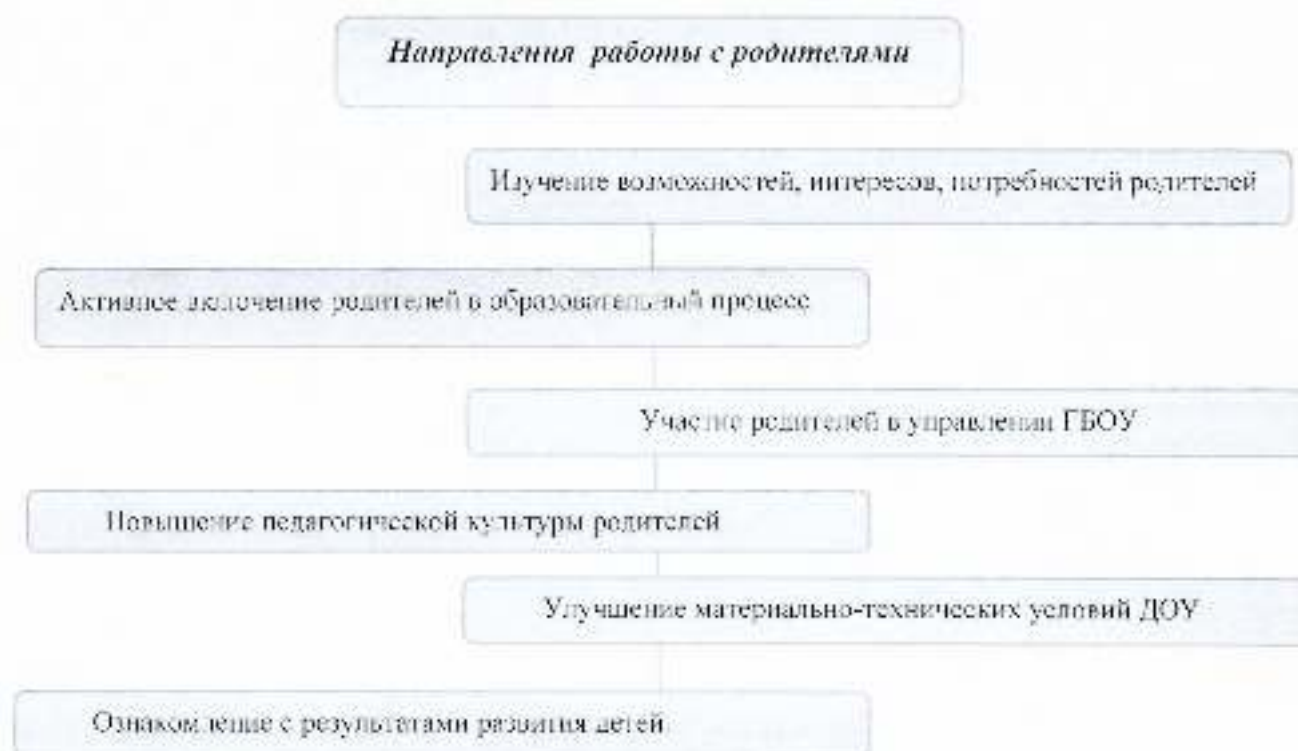 Направления работы с родителями
Изучение возможностей, интересов, потребностей родителей
Активное включение родителей в образовательный процесс
Участие родителей в управлении ГБОУ
Повышение педагогической культуры родителей
Улучшение материально-технических условий ДОУ
Ознакомление с результатами развития детей